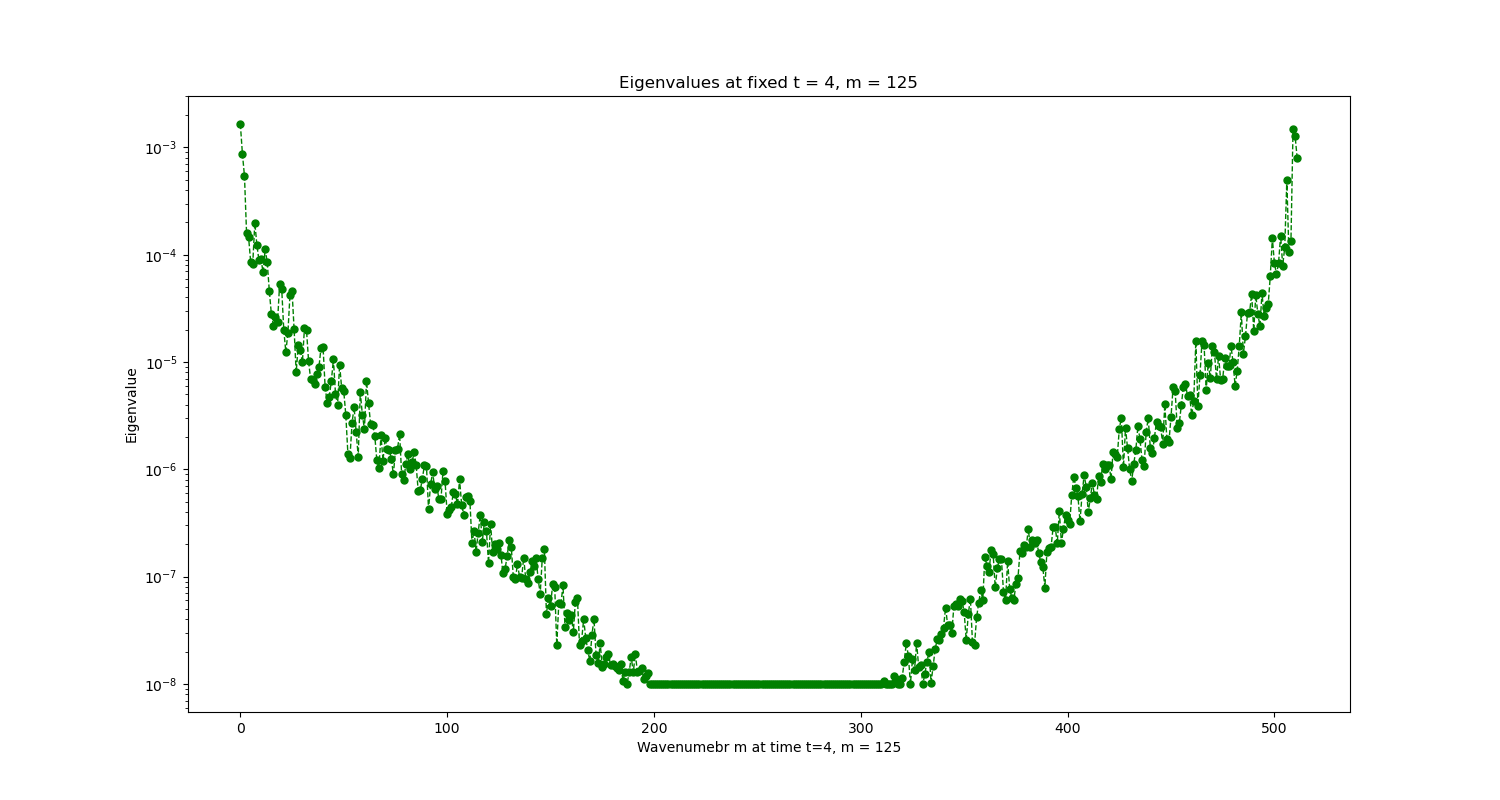 Eigenvalues at fixed t = 4, m = 125
10⁻³
10⁻⁴
10⁻⁵
10⁻⁶
10⁻⁷
10⁻⁸
Eigenvalue
0 100 200 300 400 500
Wavenumebr m at time t=4, m = 125